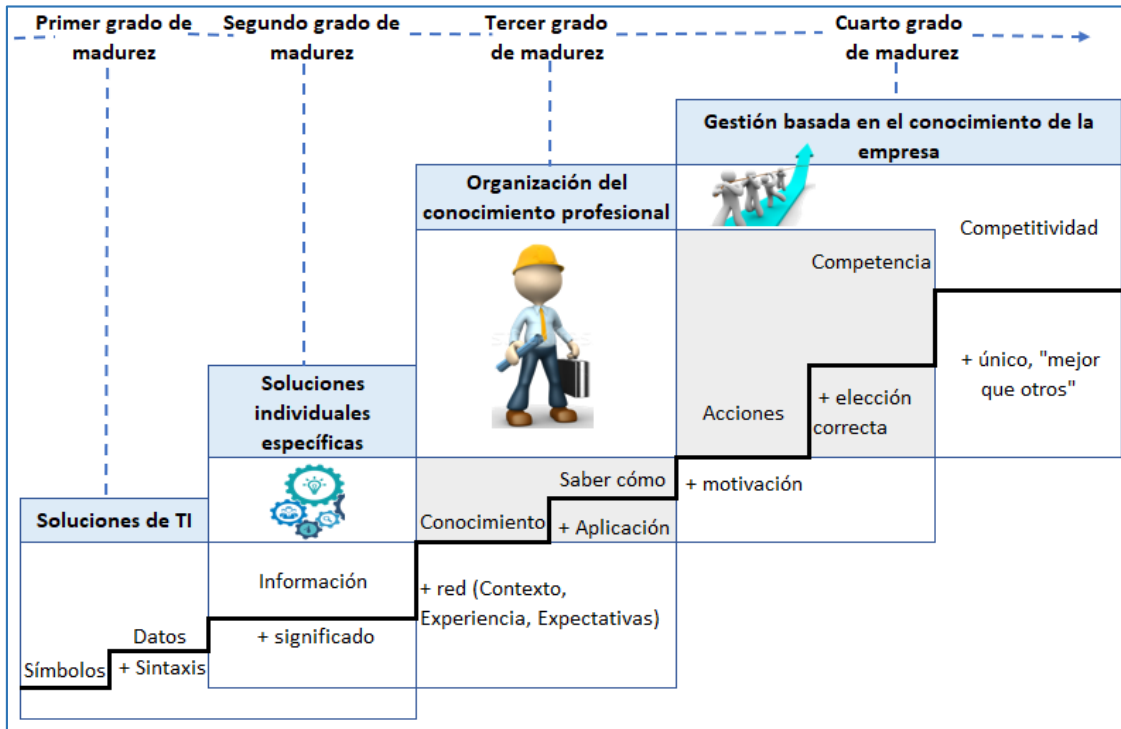 Primer grado de
madurez
Segundo grado de
madurez
Tercer grado
de madurez
Cuarto grado
de madurez
Gestión basada en el conocimiento de la
empresa
Organización del
conocimiento profesional
Competitividad
Competencia
Soluciones
individuales
específicas
+ único, "mejor
que otros"
Acciones
+ elección
correcta
Saber cómo
+ motivación
Soluciones de TI
Conocimiento
+ Aplicación
Información
+ red (Contexto,
Experiencia, Expectativas)
Datos
+ significado
Símbolos
+ Sintaxis